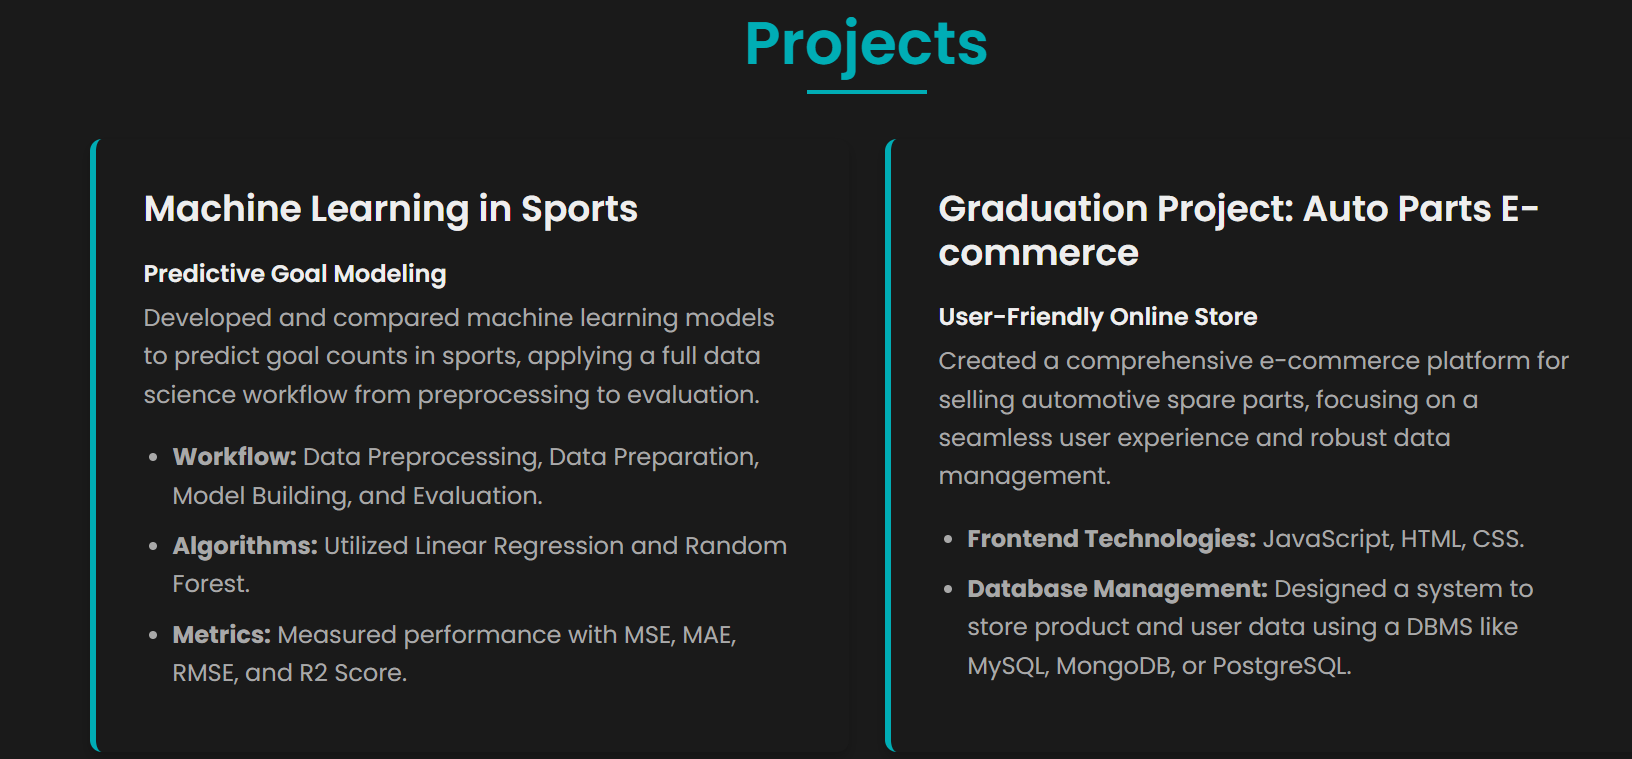 Projects
Machine Learning in Sports
Predictive Goal Modeling
Developed and compared machine learning models
to predict goal counts in sports, applying a full data
science workflow from preprocessing to evaluation.
• Workflow: Data Preprocessing, Data Preparation,
Model Building, and Evaluation.
• Algorithms: Utilized Linear Regression and Random
Forest.
• Metrics: Measured performance with MSE, MAE,
RMSE, and R2 Score.
Graduation Project: Auto Parts E-
commerce
User-Friendly Online Store
Created a comprehensive e-commerce platform for
selling automotive spare parts, focusing on a
seamless user experience and robust data
management.
• Frontend Technologies: JavaScript, HTML, CSS.
• Database Management: Designed a system to
store product and user data using a DBMS like
MySQL, MongoDB, or PostgreSQL.